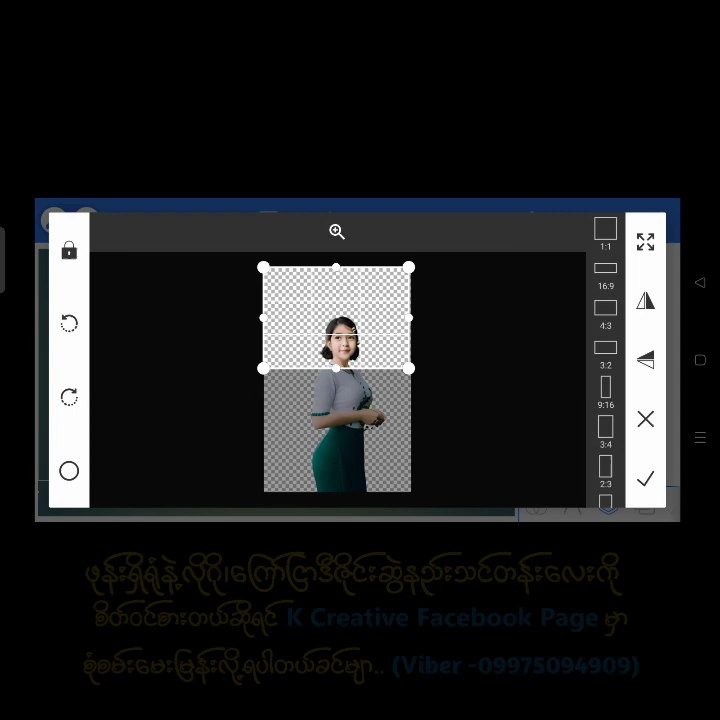 1:1
16:9
4:3
3:2
9:16
3:4
2:3
ဖုန်းရှိရုံနဲ့လိုဂို၊ကြော်ငြာဒီဇိုင်းဆွဲနည်းသင်တန်းလေးကို
စိတ်ဝင်စားတယ်ဆိုရင် K Creative Facebook Page မှာ
စုံစမ်းမေးမြန်းလို့ရပါတယ်ခင်မျာ.. (Viber -09975094909)